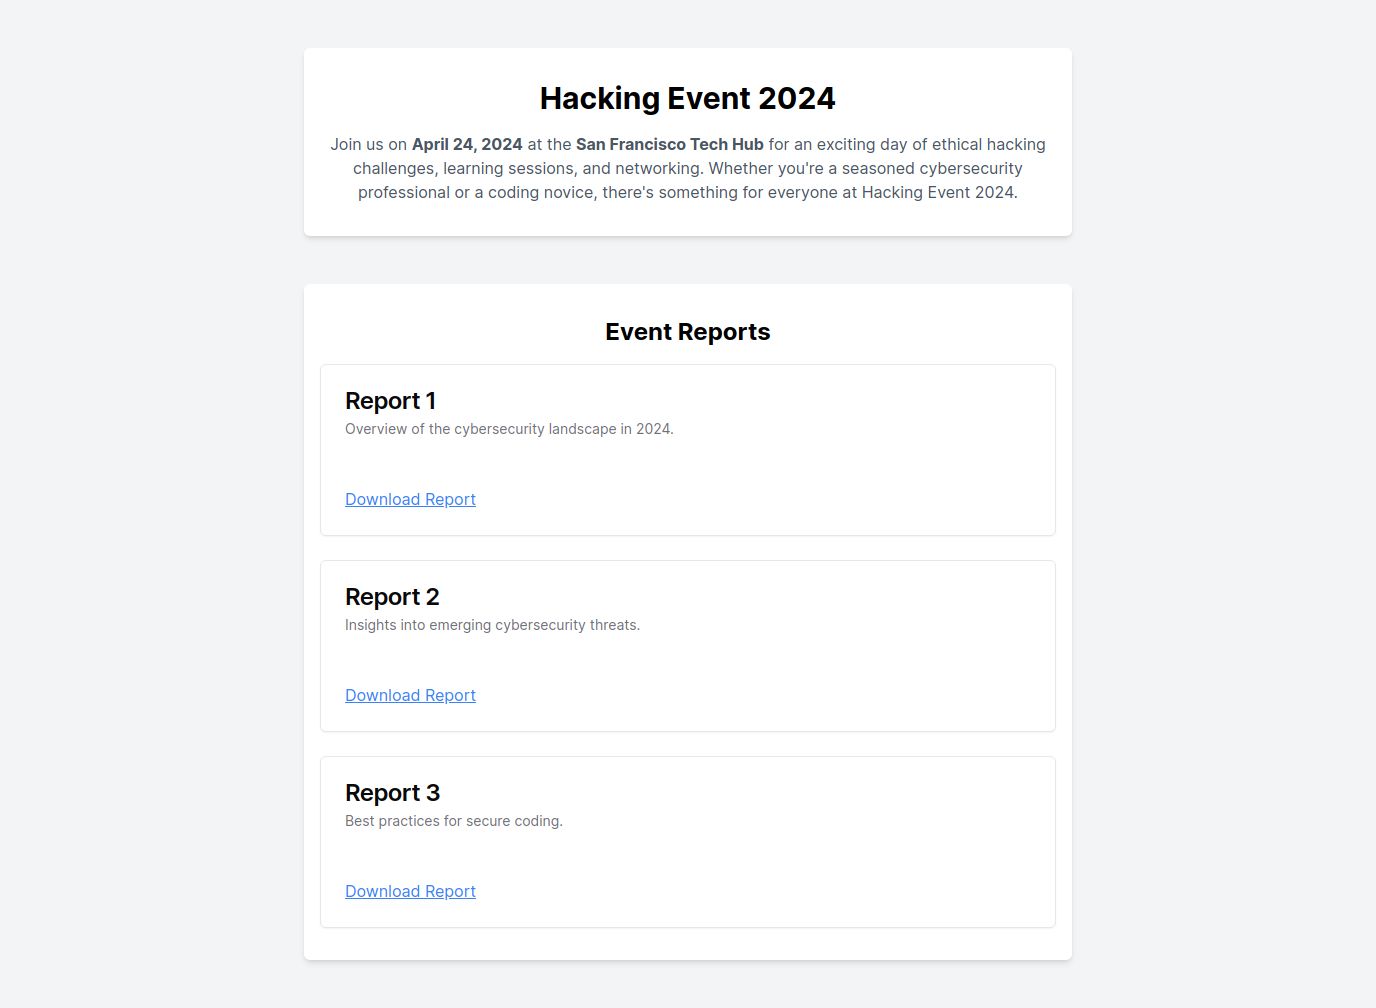 Hacking Event 2024
Join us on April 24, 2024 at the San Francisco Tech Hub for an exciting day of ethical hacking
challenges, learning sessions, and networking. Whether you're a seasoned cybersecurity
professional or a coding novice, there's something for everyone at Hacking Event 2024.
Event Reports
Report 1
Overview of the cybersecurity landscape in 2024.
Download Report
Report 2
Insights into emerging cybersecurity threats.
Download Report
Report 3
Best practices for secure coding.
Download Report